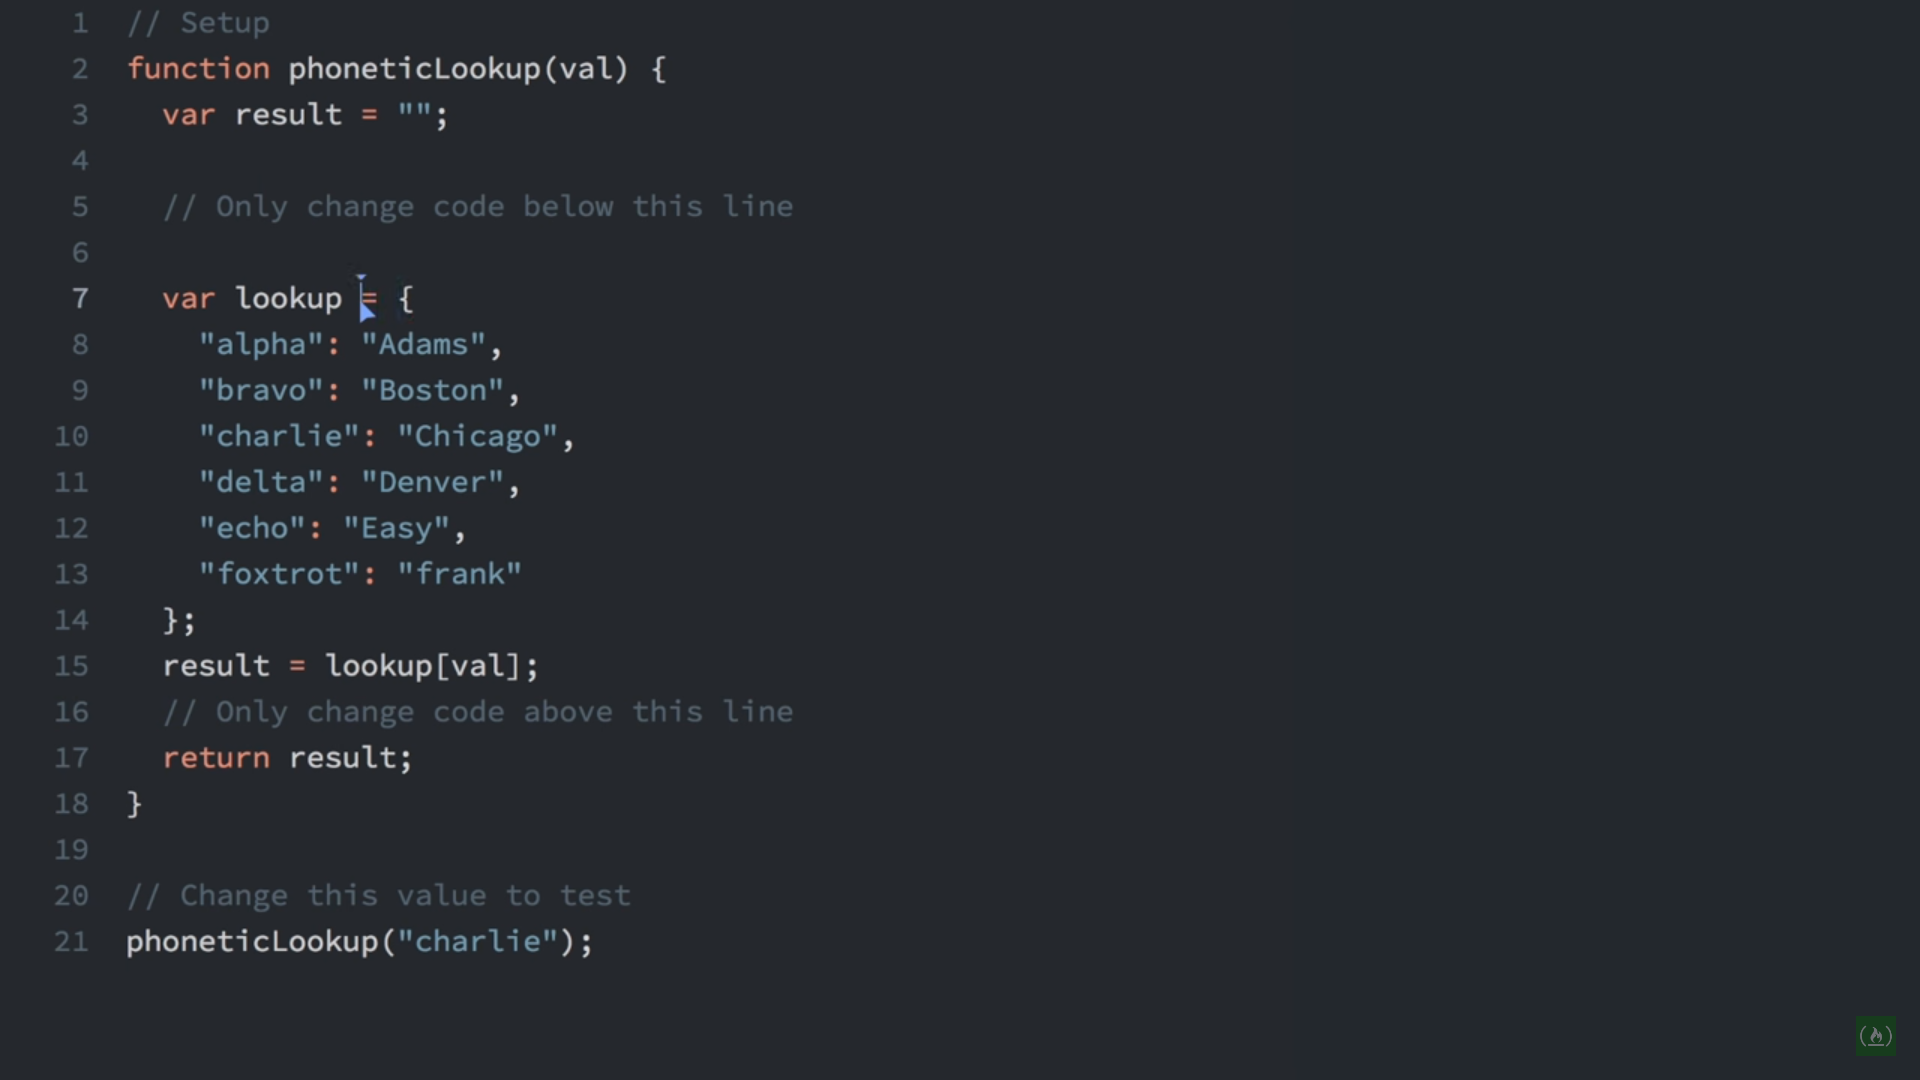 1 // Setup
2 function phoneticLookup(val) {
3   var result = "";
4
5   // Only change code below this line
6
7   var lookup = {
8     "alpha": "Adams",
9     "bravo": "Boston",
10     "charlie": "Chicago",
11     "delta": "Denver",
12     "echo": "Easy",
13     "foxtrot": "frank"
14   };
15   result = lookup[val];
16   // Only change code above this line
17   return result;
18 }
19
20 // Change this value to test
21 phoneticLookup("charlie");